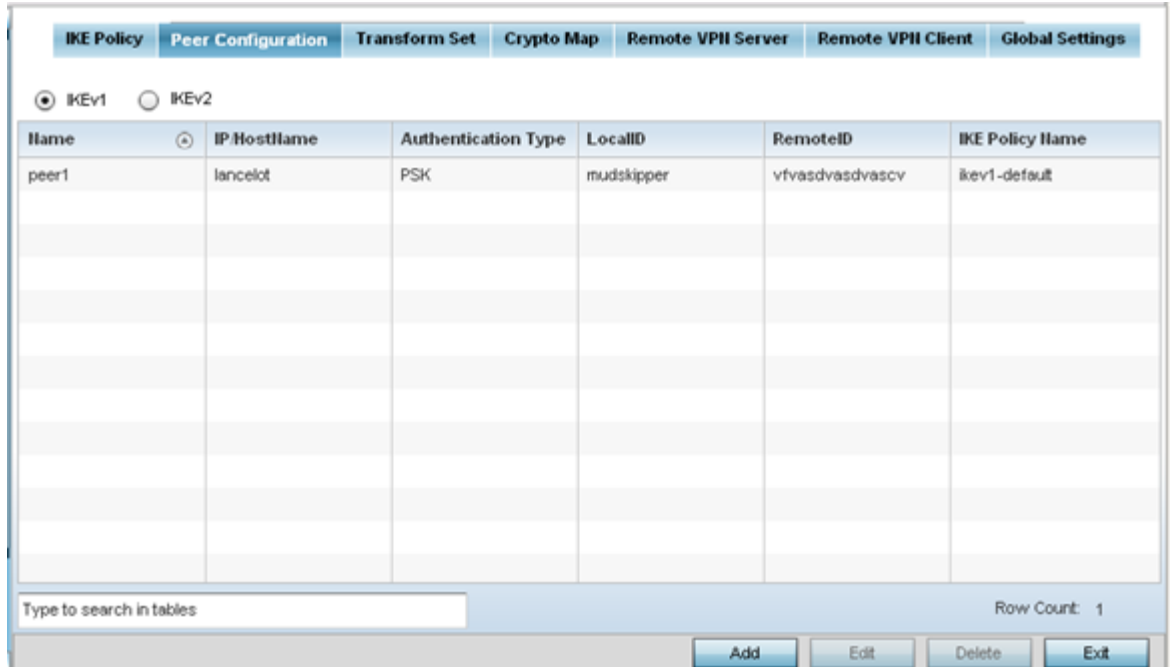 IKE Policy Peer Configuration Transform Set Crypto Map Remote VPN Server Remote VPN Client Global Settings
IKEv1 IKEv2
Name IP/HostName Authentication Type LocalID RemoteID IKE Policy Name
peer1 lancelot PSK mudskipper vfvasdvasdvascv ikev1-default
Type to search in tables Row Count: 1
Add Edit Delete Exit